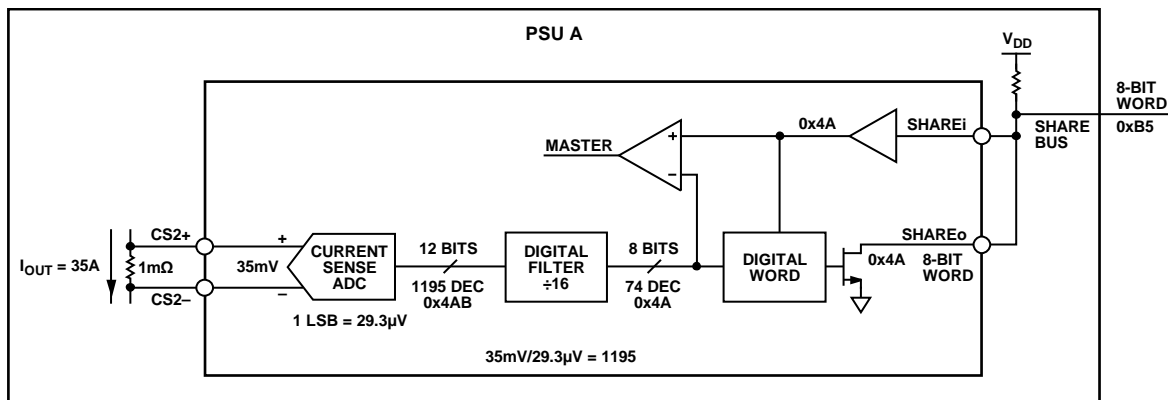 PSU A
VDD
8-BIT
WORD
0xB5
SHARE
BUS
0x4A
SHAREi
MASTER
+
−
SHAREo
0x4A
8-BIT
WORD
CS2+
IOUT = 35A
1mΩ
CS2−
+
35mV
−
CURRENT
SENSE
ADC
12 BITS
1195 DEC
0x4AB
DIGITAL
FILTER
÷16
8 BITS
74 DEC
0x4A
DIGITAL
WORD
1 LSB = 29.3µV
35mV/29.3µV = 1195